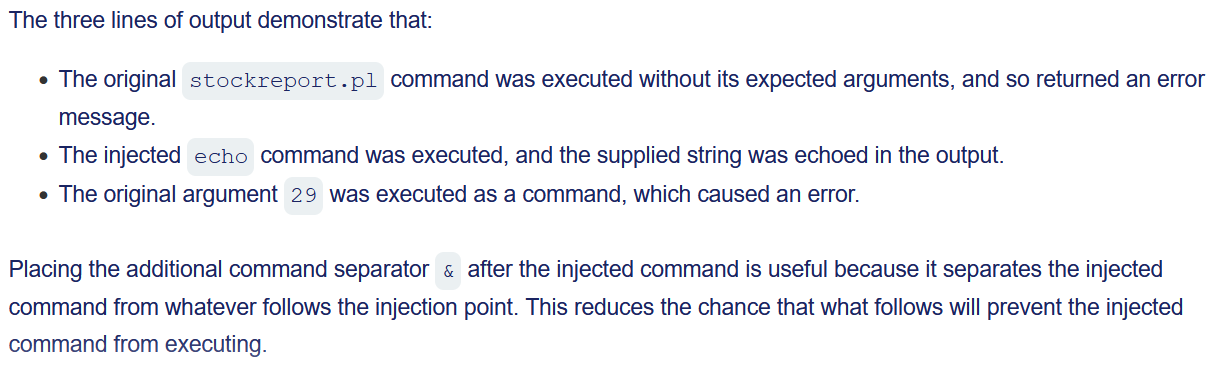 The three lines of output demonstrate that:
• The original stockreport.pl command was executed without its expected arguments, and so returned an error
message.
• The injected echo command was executed, and the supplied string was echoed in the output.
• The original argument 29 was executed as a command, which caused an error.
Placing the additional command separator & after the injected command is useful because it separates the injected
command from whatever follows the injection point. This reduces the chance that what follows will prevent the injected
command from executing.